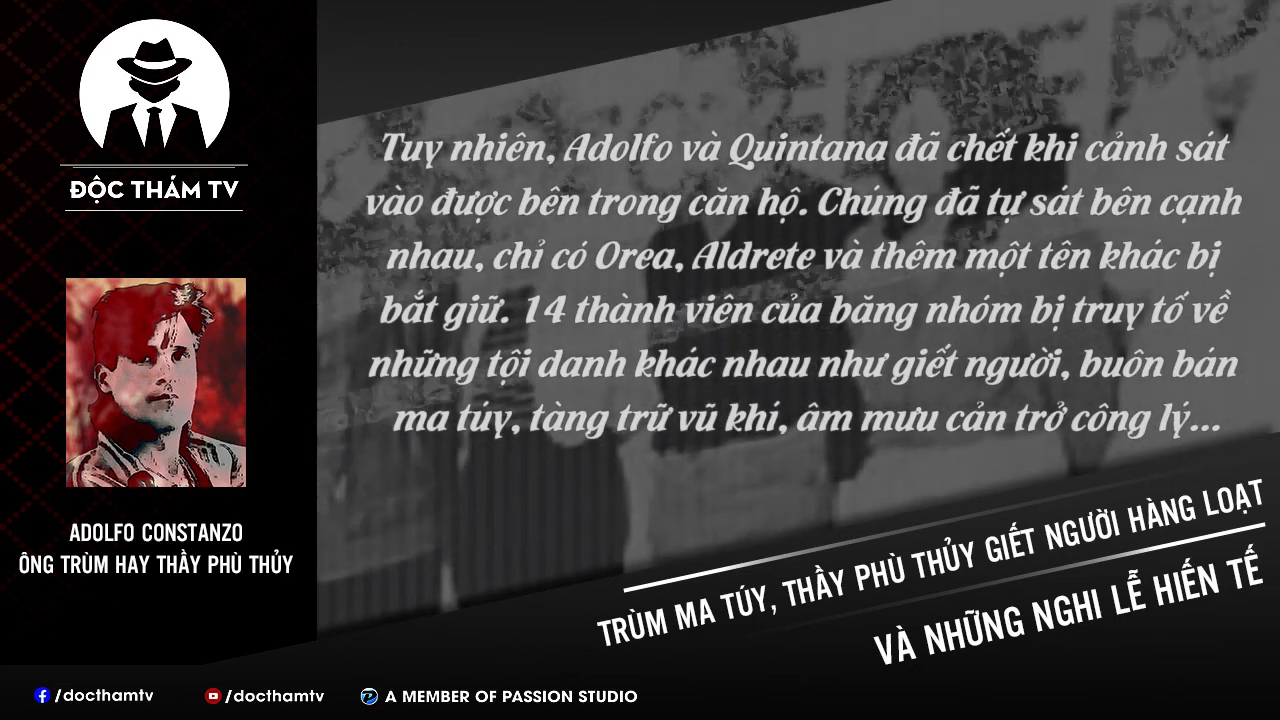 ĐỘC THÁM TV
ADOLFO CONSTANZO
ÔNG TRÙM HAY THẦY PHÙ THỦY
Tuy nhiên, Adolfo và Quintana đã chết khi cảnh sát
vào được bên trong căn hộ. Chúng đã tự sát bên cạnh
nhau, chỉ có Orea, Aldrete và thêm một tên khác bị
bắt giữ. 14 thành viên của băng nhóm bị truy tố về
những tội danh khác nhau như giết người, buôn bán
ma túy, tàng trữ vũ khí, âm mưu cản trở công lý...
TRÙM MA TÚY, THẦY PHÙ THỦY GIẾT NGƯỜI HÀNG LOẠT
VÀ NHỮNG NGHI LỄ HIẾN TẾ
/docthamtv
/docthamtv
A MEMBER OF PASSION STUDIO